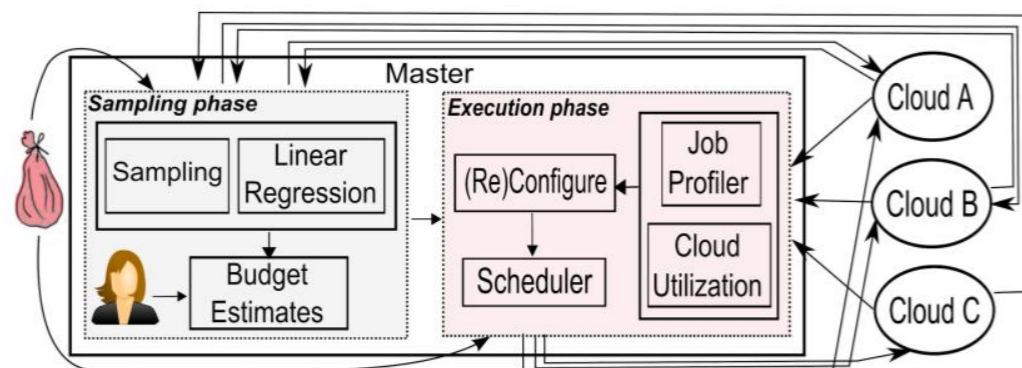 Master
Sampling phase
Sampling
Linear
Regression
Budget
Estimates
Execution phase
(Re)Configure
Scheduler
Job
Profiler
Cloud
Utilization
Cloud A
Cloud B
Cloud C